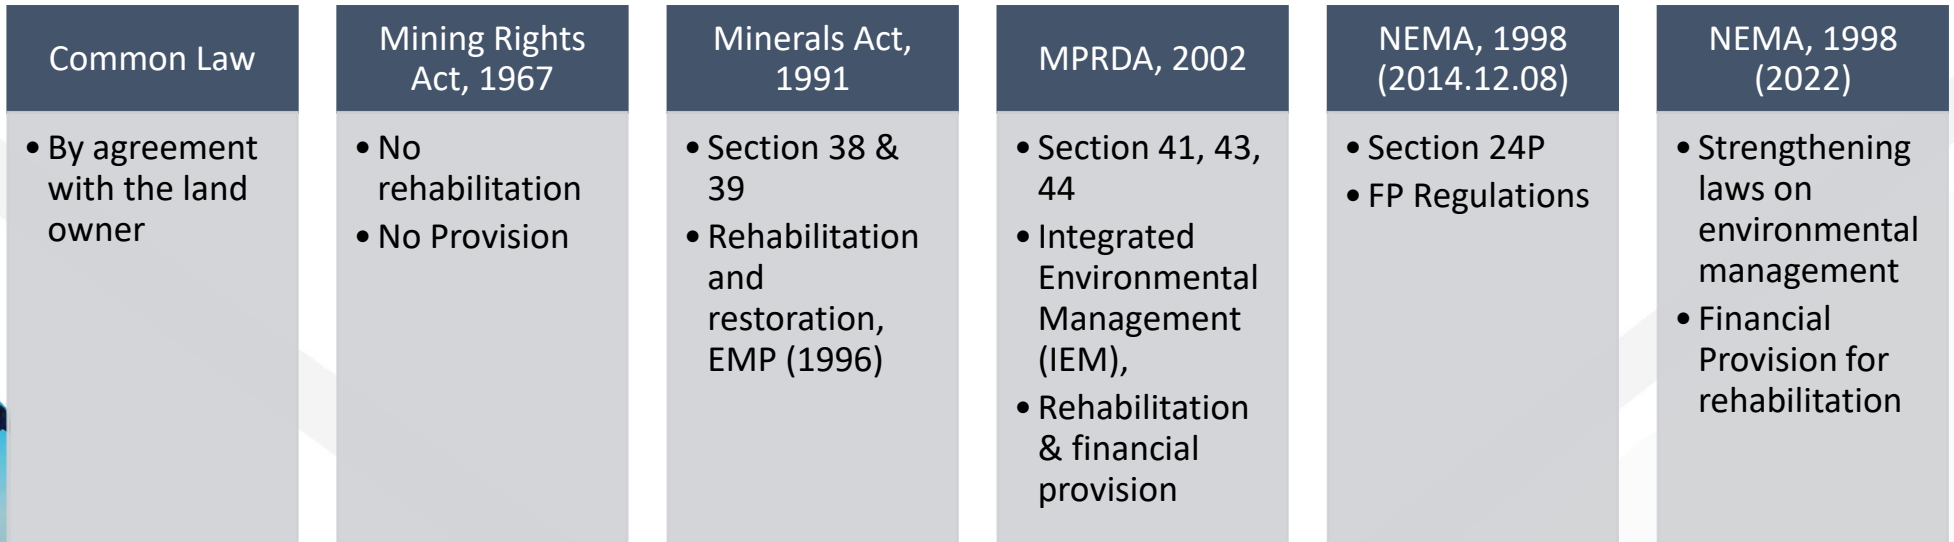 Common Law
• By agreement
with the land
owner
Mining Rights
Act, 1967
• No
rehabilitation
• No Provision
Minerals Act,
1991
• Section 38 &
39
• Rehabilitation
and
restoration,
EMP (1996)
MPRDA, 2002
• Section 41, 43,
44
• Integrated
Environmental
Management
(IEM),
• Rehabilitation
& financial
provision
NEMA, 1998
(2014.12.08)
• Section 24P
• FP Regulations
NEMA, 1998
(2022)
• Strengthening
laws on
environmental
management
• Financial
Provision for
rehabilitation